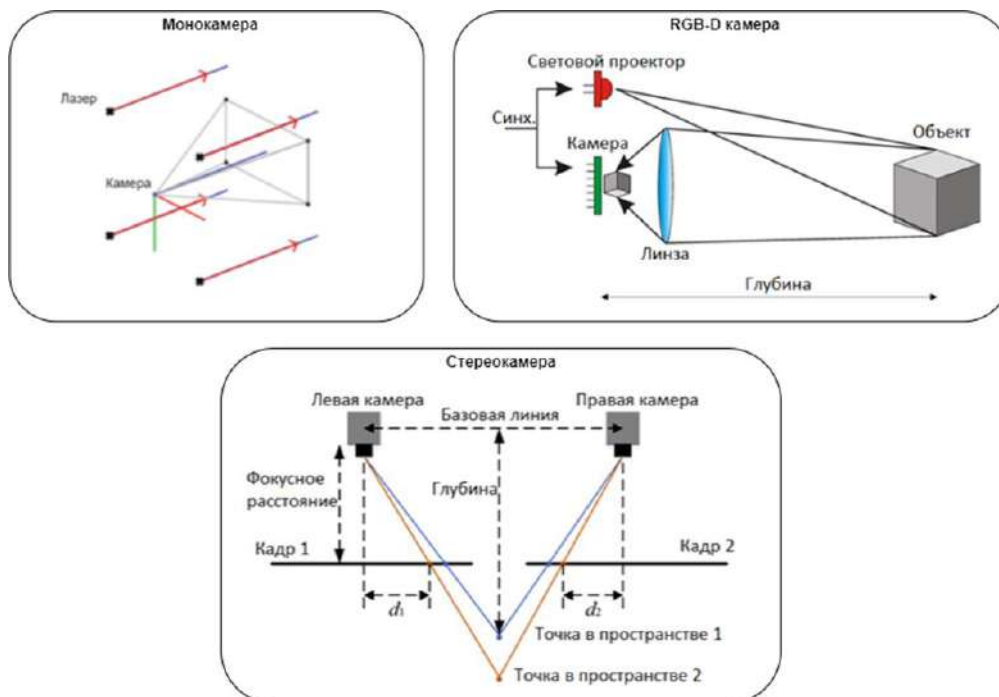 Монокамера
Лазер
Камера
RGB-D камера
Световой проектор
Синх.
Камера
Объект
Линза
Глубина
Стереокамера
Левая камера
Правая камера
Базовая линия
Фокусное
расстояние
Глубина
Кадр 1
Кадр 2
d1
d2
Точка в пространстве 1
Точка в пространстве 2